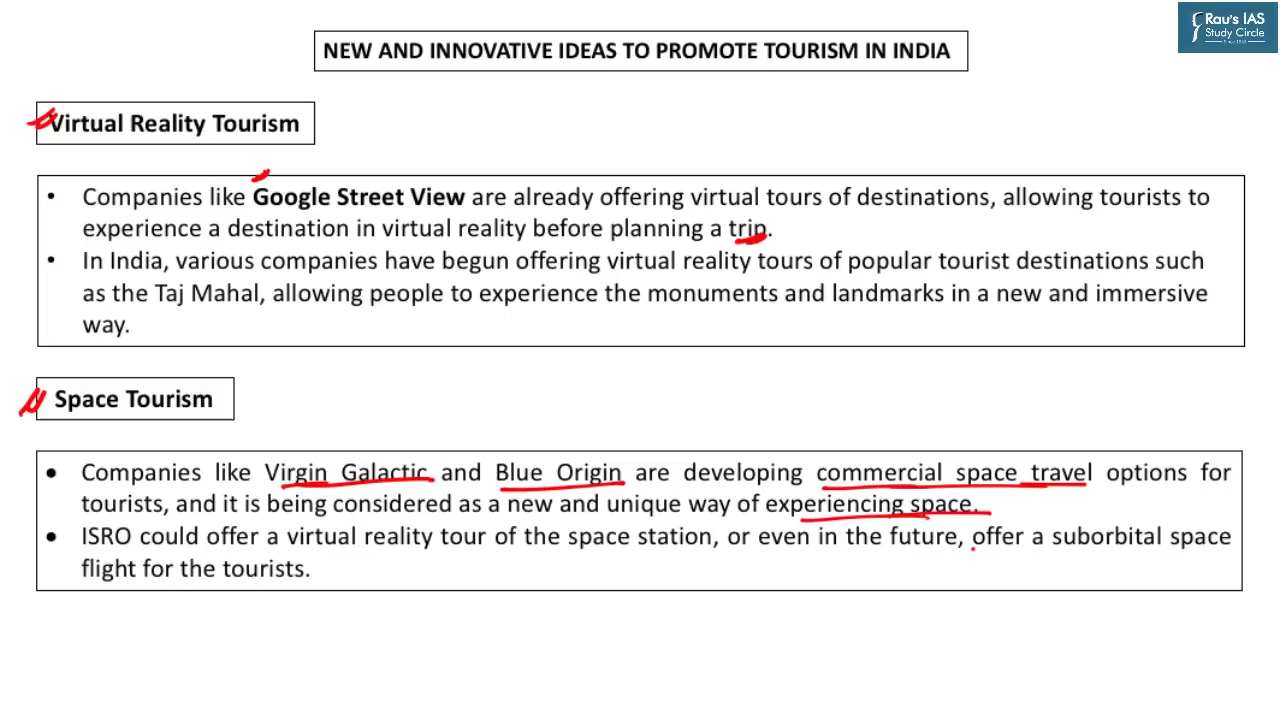 Rau's IAS
Study Circle
Since 1953
NEW AND INNOVATIVE IDEAS TO PROMOTE TOURISM IN INDIA
Virtual Reality Tourism
• Companies like Google Street View are already offering virtual tours of destinations, allowing tourists to
experience a destination in virtual reality before planning a trip.
• In India, various companies have begun offering virtual reality tours of popular tourist destinations such
as the Taj Mahal, allowing people to experience the monuments and landmarks in a new and immersive
way.
Space Tourism
• Companies like Virgin Galactic and Blue Origin are developing commercial space travel options for
tourists, and it is being considered as a new and unique way of experiencing space.
• ISRO could offer a virtual reality tour of the space station, or even in the future, offer a suborbital space
flight for the tourists.